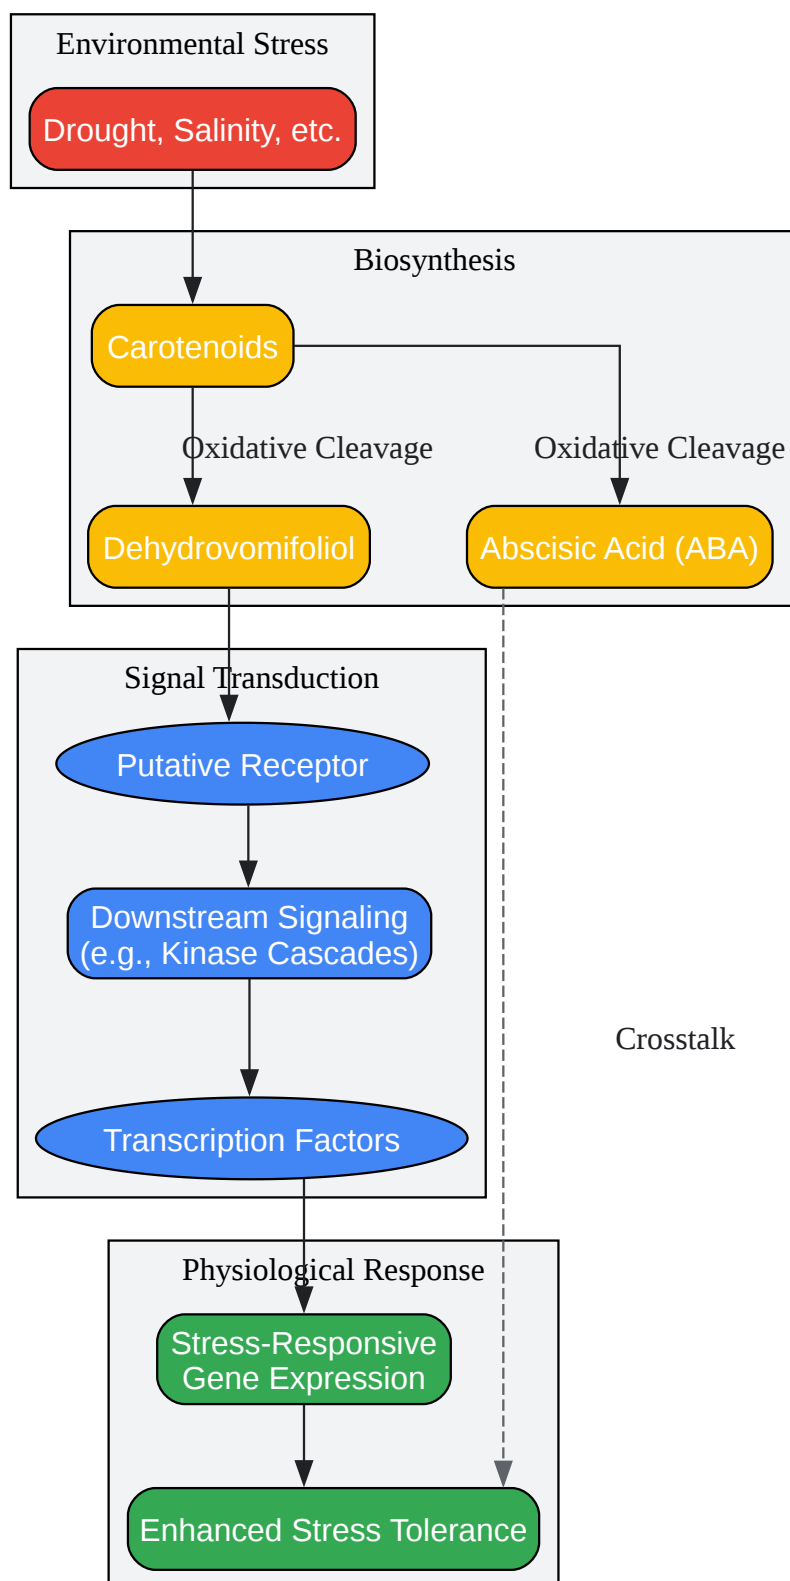 Environmental Stress
Drought, Salinity, etc.
Biosynthesis
Carotenoids
Oxidative Cleavage
Oxidative Cleavage
Dehydrovomifoliol
Abscisic Acid (ABA)
Signal Transduction
Putative Receptor
Downstream Signaling
(e.g., Kinase Cascades)
Crosstalk
Transcription Factors
Physiological Response
Stress-Responsive
Gene Expression
Enhanced Stress Tolerance